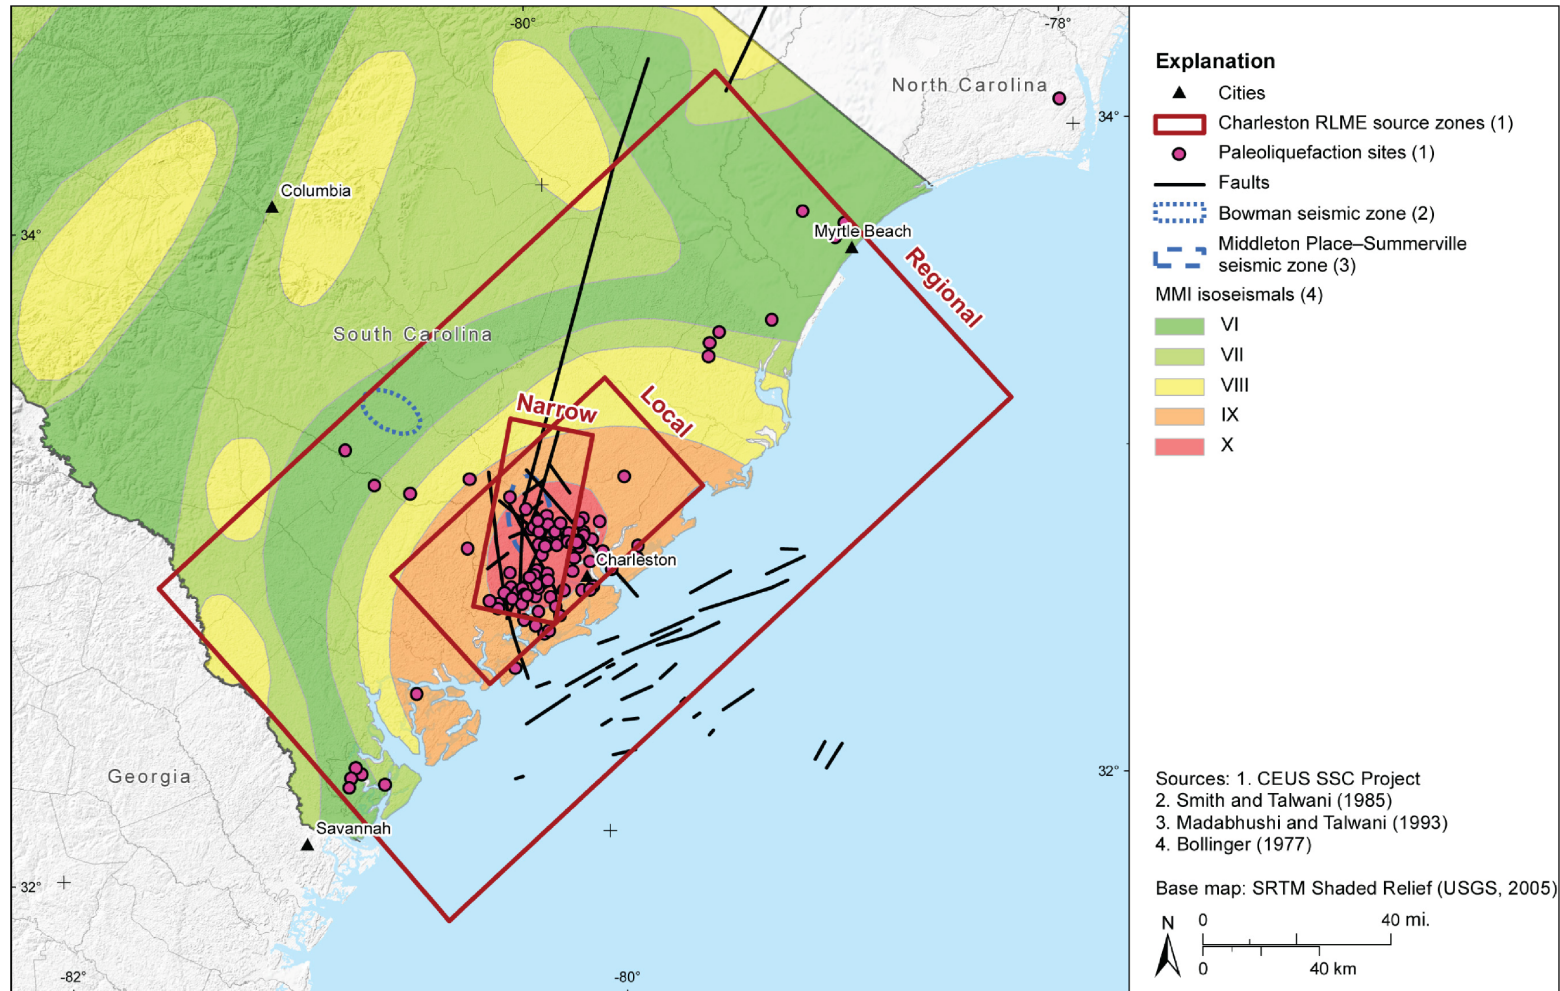 -80°
-78°
North Carolina
34°
Columbia
34°
Myrtle Beach
Regional
South Carolina
Narrow
Local
Charleston
Georgia
32°
Savannah
32°
-82°
-80°
Explanation
Cities
Charleston RLME source zones (1)
Paleoliquefaction sites (1)
Faults
Bowman seismic zone (2)
Middleton Place–Summerville
seismic zone (3)
MMI isoseismals (4)
VI
VII
VIII
IX
X
Sources: 1. CEUS SSC Project
2. Smith and Talwani (1985)
3. Madabhushi and Talwani (1993)
4. Bollinger (1977)
Base map: SRTM Shaded Relief (USGS, 2005)
N
0 40 mi.
0 40 km